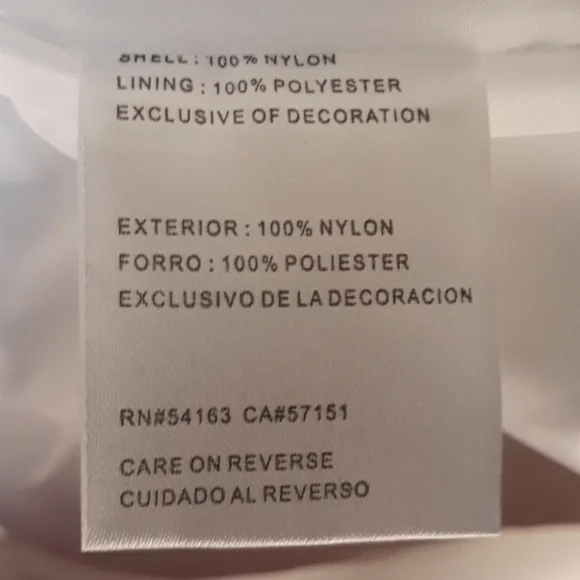 SHELL : 100% NYLON
LINING : 100% POLYESTER
EXCLUSIVE OF DECORATION
EXTERIOR : 100% NYLON
FORRO : 100% POLIESTER
EXCLUSIVO DE LA DECORACION
RN#54163 CA#57151
CARE ON REVERSE
CUIDADO AL REVERSO